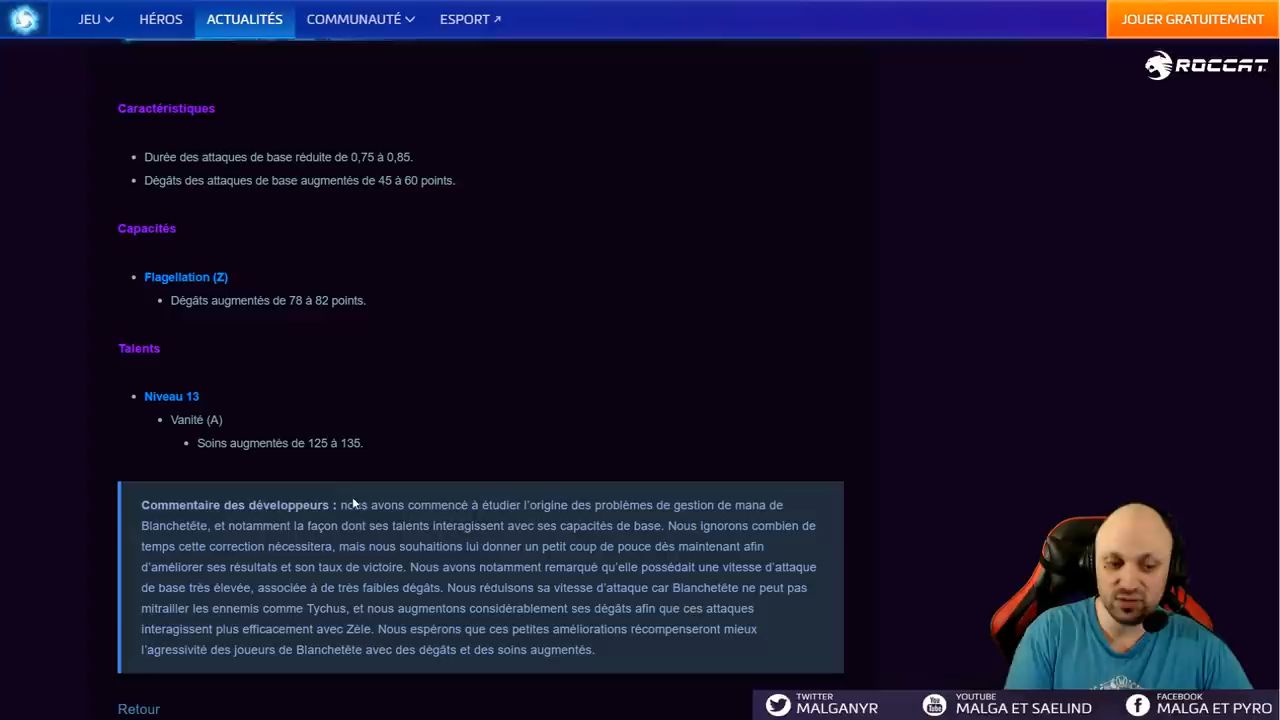 JEU
HÉROS
ACTUALITÉS
COMMUNAUTÉ
ESPORT
JOUER GRATUITEMENT
ROCCAT
Caractéristiques
Durée des attaques de base réduite de 0,75 à 0,85.
Dégâts des attaques de base augmentés de 45 à 60 points.
Capacités
Flagellation (Z)
Dégâts augmentés de 78 à 82 points.
Talents
Niveau 13
Vanité (A)
Soins augmentés de 125 à 135.
Commentaire des développeurs : nous avons commencé à étudier l'origine des problèmes de gestion de mana de
Blanchetête, et notamment la façon dont ses talents interagissent avec ses capacités de base. Nous ignorons combien de
temps cette correction nécessitera, mais nous souhaitions lui donner un petit coup de pouce dès maintenant afin
d'améliorer ses résultats et son taux de victoire. Nous avons notamment remarqué qu'elle possédait une vitesse d'attaque
de base très élevée, associée à de très faibles dégâts. Nous réduisons sa vitesse d'attaque car Blanchetête ne peut pas
mitrailler les ennemis comme Tychus, et nous augmentons considérablement ses dégâts afin que ces attaques
interagissent plus efficacement avec Zèle. Nous espérons que ces petites améliorations récompenseront mieux
l'agressivité des joueurs de Blanchetête avec des dégâts et des soins augmentés.
Retour
TWITTER
MALGANYR
YOUTUBE
MALGA ET SAELIND
FACEBOOK
MALGA ET PYRO